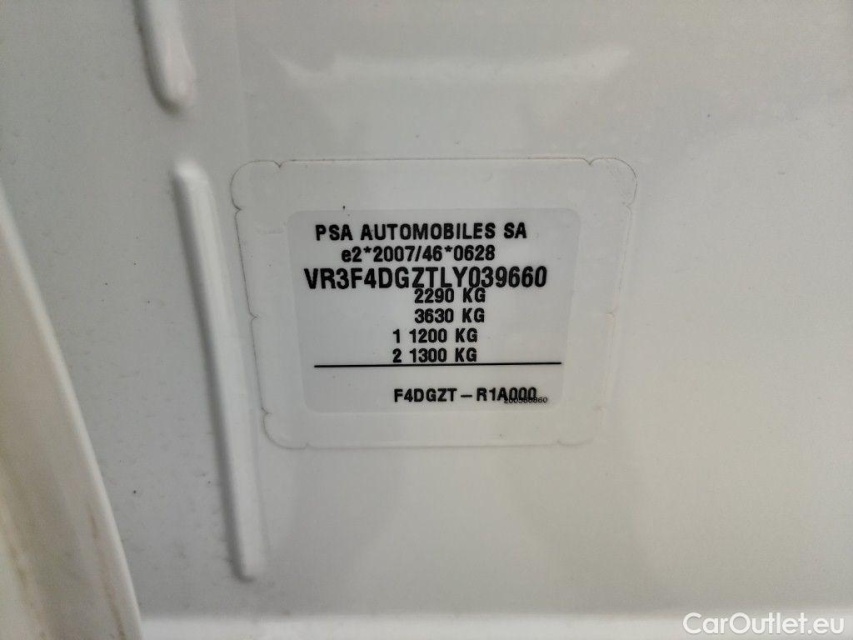 PSA AUTOMOBILES SA
e2*2007/46*0628
VR3F4DGZTLY039660
2290 KG
3630 KG
1 1200 KG
2 1300 KG
F4DGZT-R1A000
CarOutlet.eu